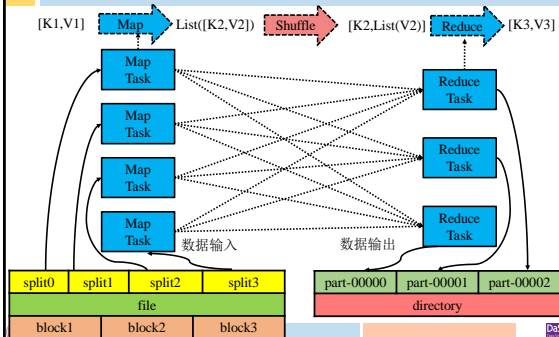 [K1,V1] Map List([K2,V2]) Shuffle [K2,List(V2)] Reduce [K3,V3]
Map
Task
Map
Task
Map
Task
Map
Task
Reduce
Task
Reduce
Task
Reduce
Task
数据输入
数据输出
split0 split1 split2 split3
file
block1 block2 block3
part-00000 part-00001 part-00002
directory